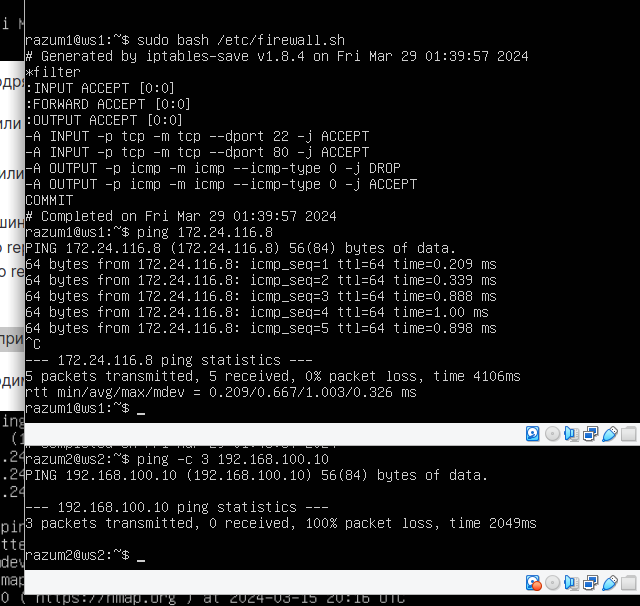 i M
razum1@ws1:~$ sudo bash /etc/firewall.sh
# Generated by iptables-save v1.8.4 on Fri Mar 29 01:39:57 2024
*filter
:INPUT ACCEPT [0:0]
:FORWARD ACCEPT [0:0]
:OUTPUT ACCEPT [0:0]
-A INPUT -p tcp -m tcp --dport 22 -j ACCEPT
-A INPUT -p tcp -m tcp --dport 80 -j ACCEPT
-A OUTPUT -p icmp -m icmp --icmp-type 0 -j DROP
-A OUTPUT -p icmp -m icmp --icmp-type 0 -j ACCEPT
COMMIT
# Completed on Fri Mar 29 01:39:57 2024
razum1@ws1:~$ ping 172.24.116.8
PING 172.24.116.8 (172.24.116.8) 56(84) bytes of data.
64 bytes from 172.24.116.8: icmp_seq=1 ttl=64 time=0.209 ms
64 bytes from 172.24.116.8: icmp_seq=2 ttl=64 time=0.339 ms
64 bytes from 172.24.116.8: icmp_seq=3 ttl=64 time=0.888 ms
64 bytes from 172.24.116.8: icmp_seq=4 ttl=64 time=1.00 ms
64 bytes from 172.24.116.8: icmp_seq=5 ttl=64 time=0.898 ms
^C
--- 172.24.116.8 ping statistics ---
5 packets transmitted, 5 received, 0% packet loss, time 4106ms
rtt min/avg/max/mdev = 0.209/0.667/1.003/0.326 ms
razum1@ws1:~$ _
razum2@ws2:~$ ping -c 3 192.168.100.10
PING 192.168.100.10 (192.168.100.10) 56(84) bytes of data.
--- 192.168.100.10 ping statistics ---
3 packets transmitted, 0 received, 100% packet loss, time 2049ms
razum2@ws2:~$ _
0 ( https://nmap.org ) at 2024-03-15 20:16 UTC